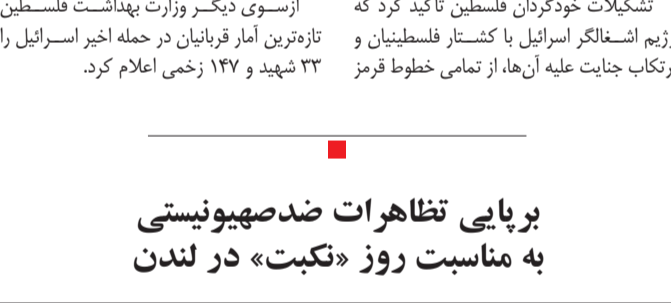 تشکیلات خودگردان فلسطین تأکید کرد که
رژیم اشغالگر اسرائیل با کشتار فلسطینیان و
ارتکاب جنایت علیه آن‌ها، از تمامی خطوط قرمز
ازسوی دیگر وزارت بهداشت فلسطین
تازه‌ترین آمار قربانیان در حمله اخیر اسرائیل را
۳۳ شهید و ۱۴۷ زخمی اعلام کرد.
برپایی تظاهرات ضدصهیونیستی
به مناسبت روز «نکبت» در لندن